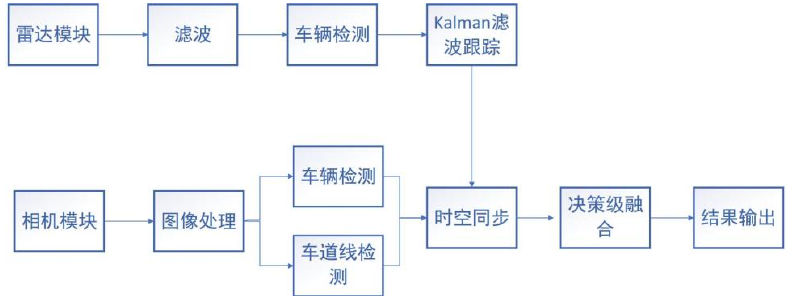 雷达模块
滤波
车辆检测
Kalman滤
波跟踪
车辆检测
相机模块
图像处理
车道线检
测
时空同步
决策级融
合
结果输出